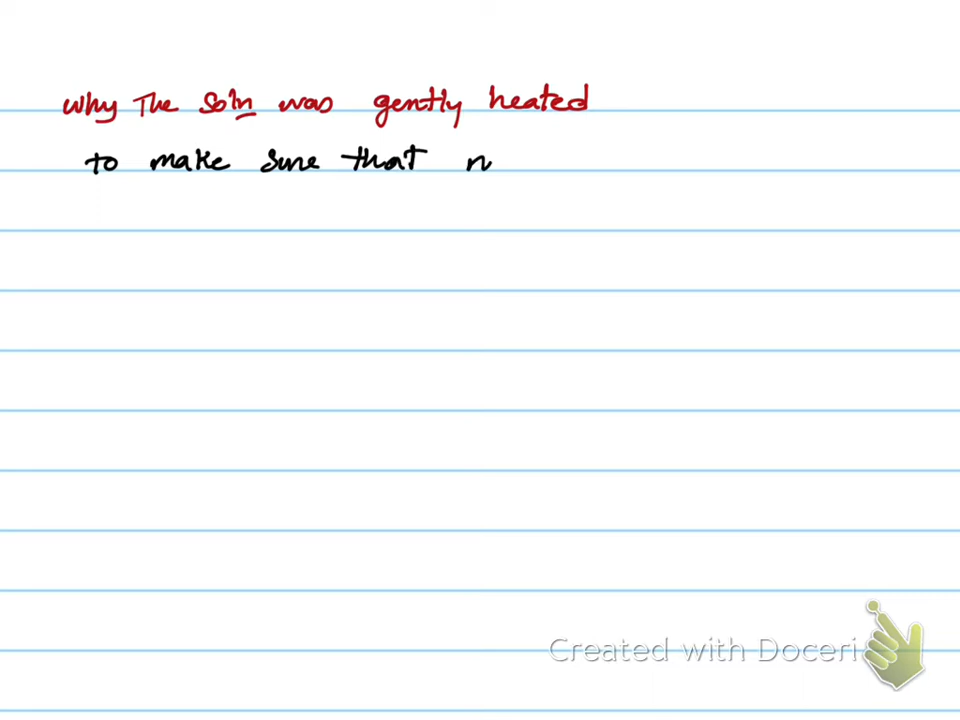 Why The Soln was gently heated
to make sure that n
Created with Doceri